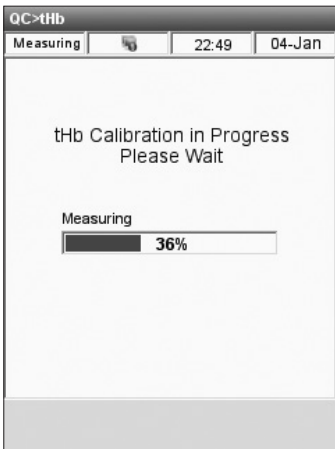 QC>tHb
Measuring 22:49 04-Jan
tHb Calibration in Progress
Please Wait
Measuring
36%